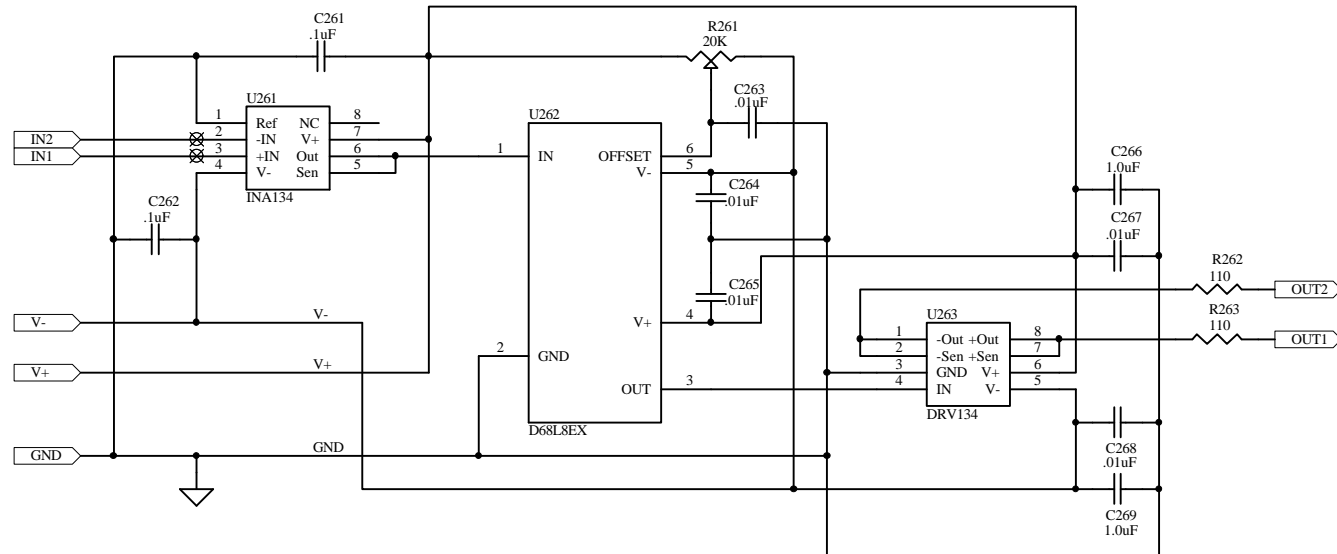 C261
.1uF
R261
20K
U261
1
2
3
4
Ref
-IN
+IN
V-
NC
V+
Out
Sen
8
7
6
5
INA134
IN2
IN1
C262
.1uF
U262
1
IN
OFFSET
V-
6
5
V+
4
2
GND
OUT
3
D68L8EX
C263
.01uF
C264
.01uF
C265
.01uF
C266
1.0uF
C267
.01uF
R262
110
OUT2
R263
110
OUT1
U263
1
2
3
4
-Out
-Sen
GND
IN
+Out
+Sen
V+
V-
8
7
6
5
DRV134
V-
V-
V+
V+
GND
GND
C268
.01uF
C269
1.0uF